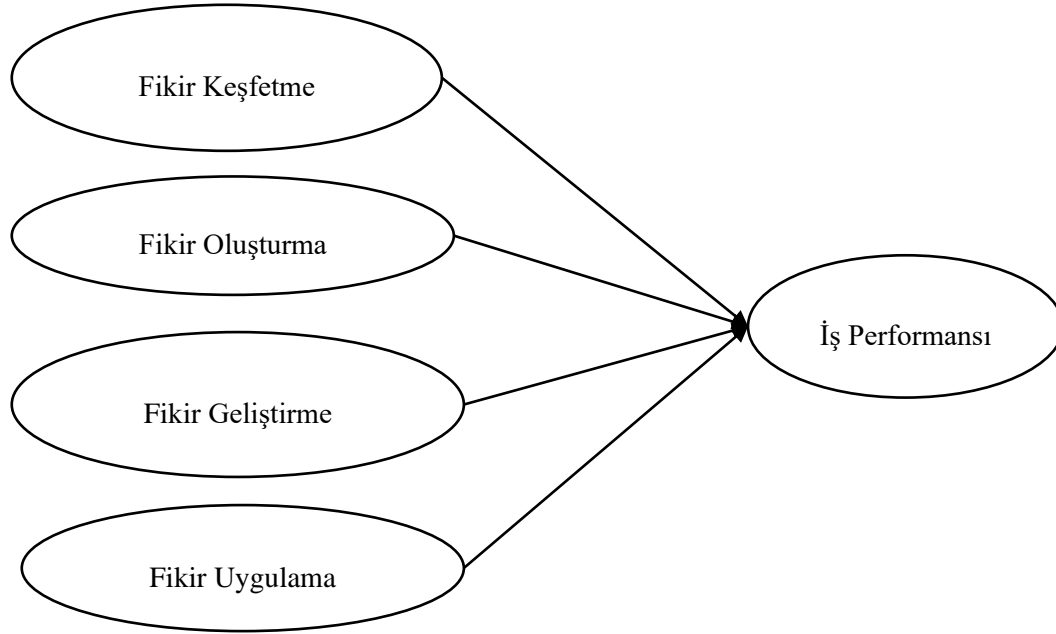 Fikir Keşfetme
Fikir Oluşturma
İş Performansı
Fikir Geliştirme
Fikir Uygulama